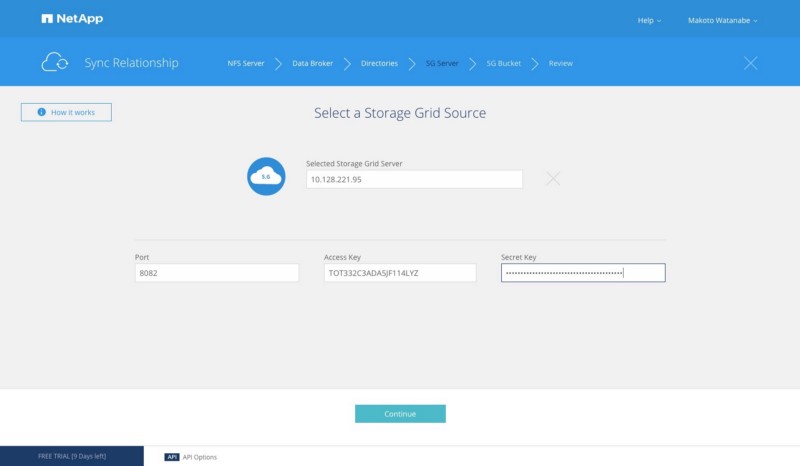 NetApp
Help
Makoto Watanabe
Sync Relationship
NFS Server
Data Broker
Directories
SG Server
SG Bucket
Review
How it works
Select a Storage Grid Source
S.G
Selected Storage Grid Server
10.128.221.95
Port
Access Key
Secret Key
8082
TOT332C3ADA5JF114LYZ
Continue
FREE TRIAL [9 Days left]
API
API Options